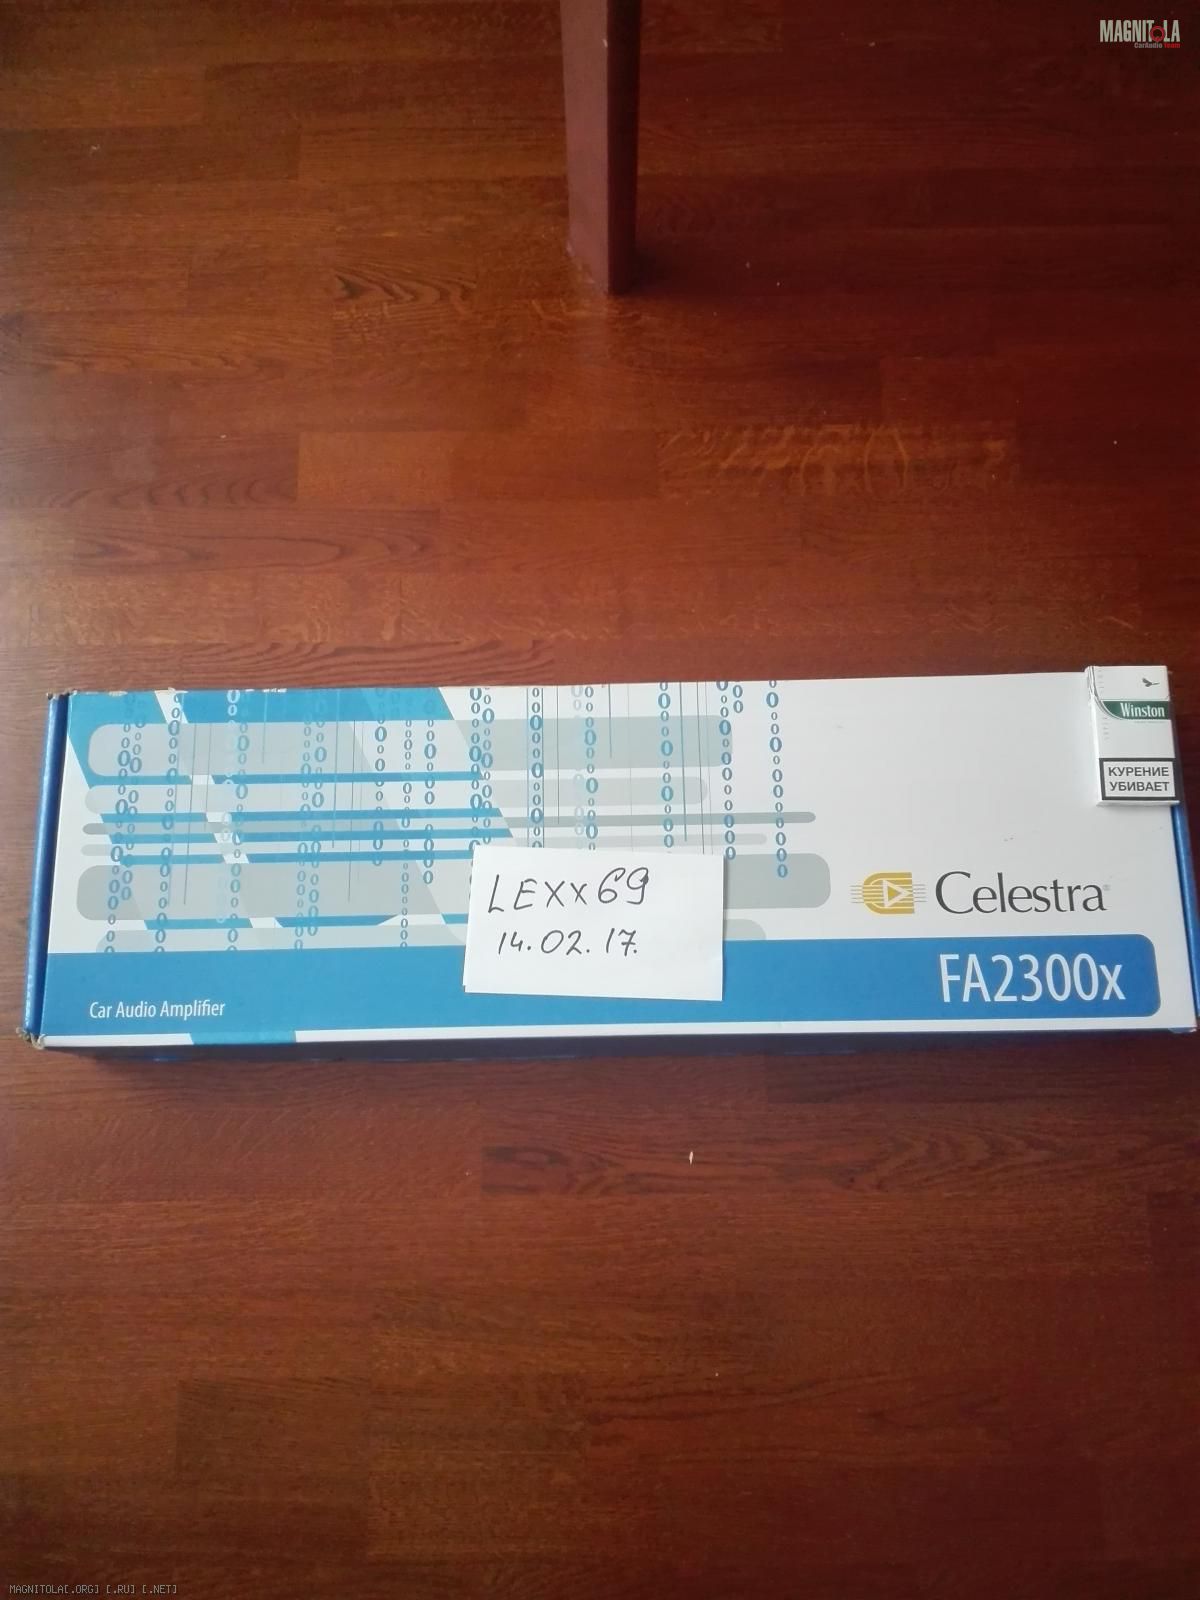 MAGNITOLA
CarAudio Team
Winston
КУРЕНИЕ
УБИВАЕТ
Celestra
LEXx69
14.02.17.
FA2300x
Car Audio Amplifier
MAGNITOLA[.ORG] [.RU] [.NET]